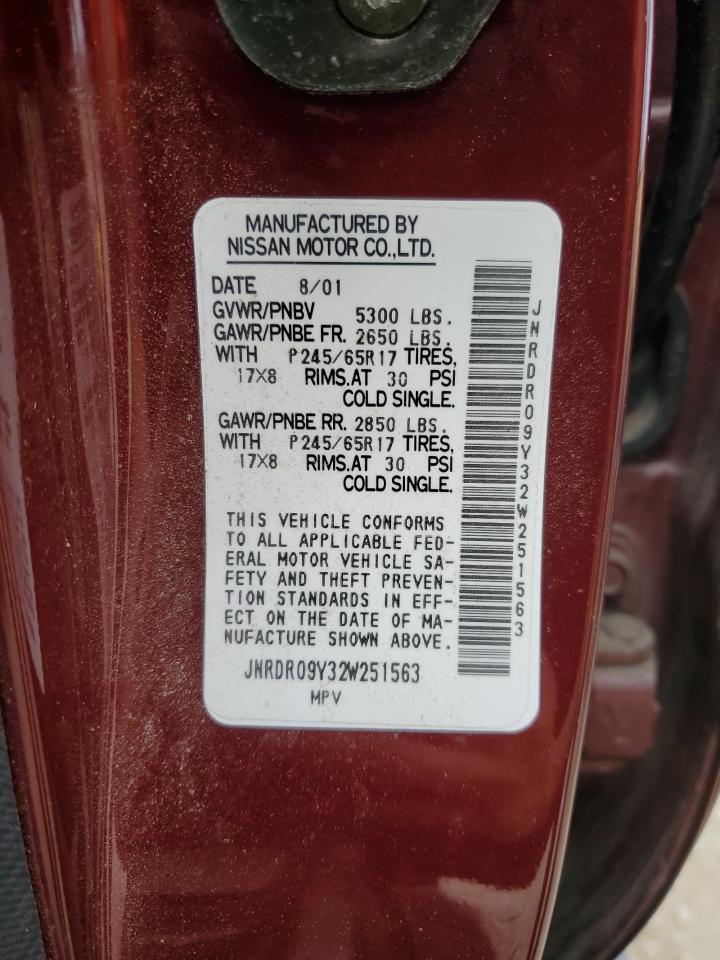 MANUFACTURED BY
NISSAN MOTOR CO.,LTD.
DATE 8/01
GVWR/PNBV 5300 LBS.
GAWR/PNBE FR. 2650 LBS.
WITH P245/65R17 TIRES,
17X8 RIMS.AT 30 PSI
COLD SINGLE.
GAWR/PNBE RR. 2850 LBS.
WITH P245/65R17 TIRES,
17X8 RIMS.AT 30 PSI
COLD SINGLE.
THIS VEHICLE CONFORMS
TO ALL APPLICABLE FED-
ERAL MOTOR VEHICLE SA-
FETY AND THEFT PREVEN-
TION STANDARDS IN EFF-
ECT ON THE DATE OF MA-
NUFACTURE SHOWN ABOVE.
JNRDR09Y32W251563
MPV
JNRDR09Y32W251563